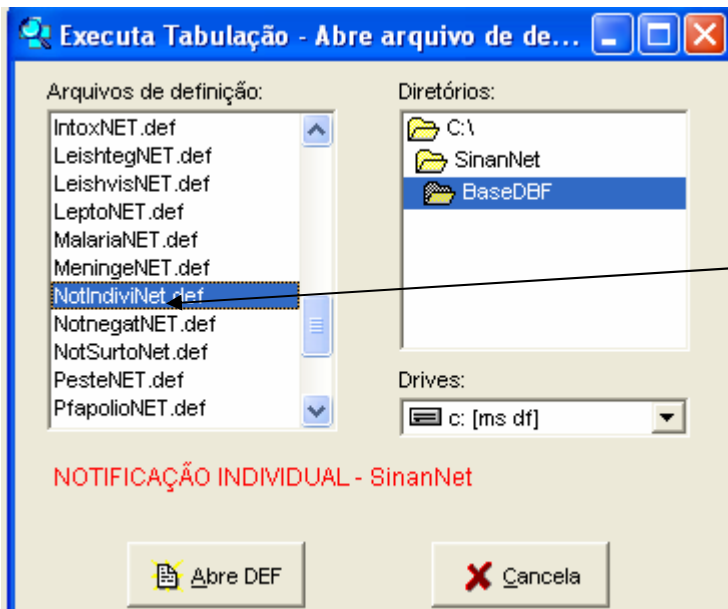 Executa Tabulação - Abre arquivo de de...
Arquivos de definição:
IntoxNET.def
LeishtegNET.def
LeishvisNET.def
LeptoNET.def
MalariaNET.def
MeningeNET.def
NotIndiviNet.def
NotnegatNET.def
NotSurtoNet.def
PesteNET.def
PfapolioNET.def
Diretórios:
C:\
SinanNet
BaseDBF
Drives:
c: [ms df]
NOTIFICAÇÃO INDIVIDUAL - SinanNet
Abre DEF
Cancela